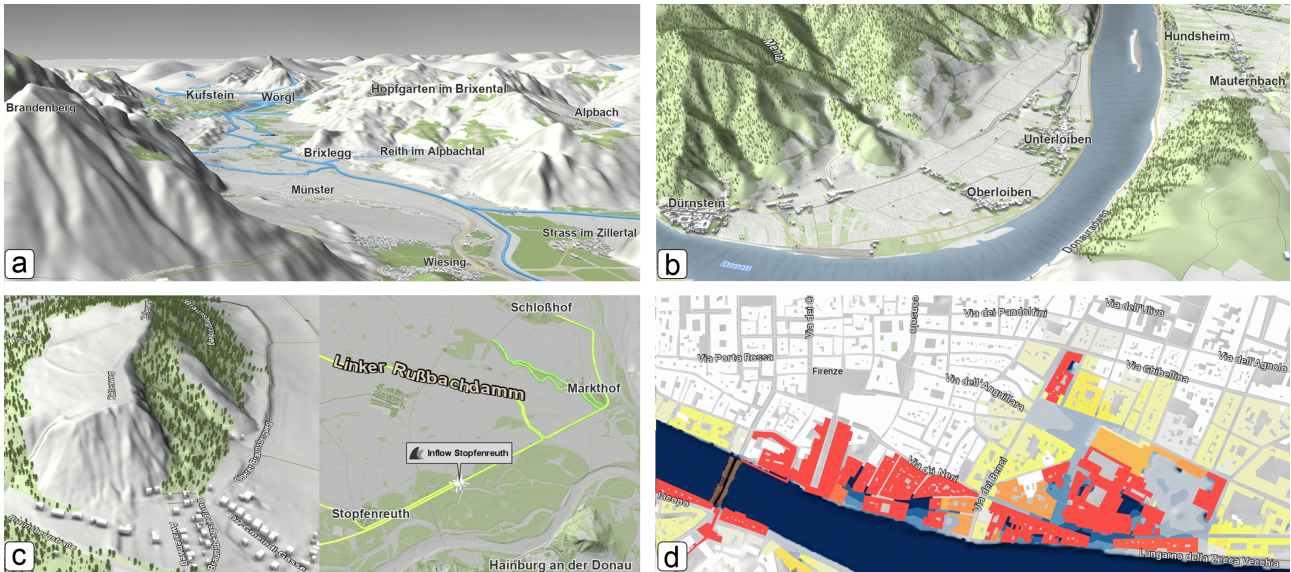 Brandenberg
Kufstein
Wörgl
Hopfgarten im Brixental
Alpbach
Brixlegg
Reith im Alpbachtal
Münster
Strass im Zillertal
Wiesing
a
Hundsheim
Mauternbach
Unterloiben
Oberloiben
Dürnstein
Donauradweg
Donau
b
Schloßhof
Linker Rußbachdamm
Markthof
Inflow Stopfenreuth
Stopfenreuth
Hainburg an der Donau
c
Via dei Pandolfini
Via dell'Ulivo
Via Porta Rossa
Firenze
Via dell'Anguillara
Via Ghibellina
Via dell'Agnolo
Via dei Neri
Via dei Benci
Jacopo
Lungarno della Zecca Vecchia
d